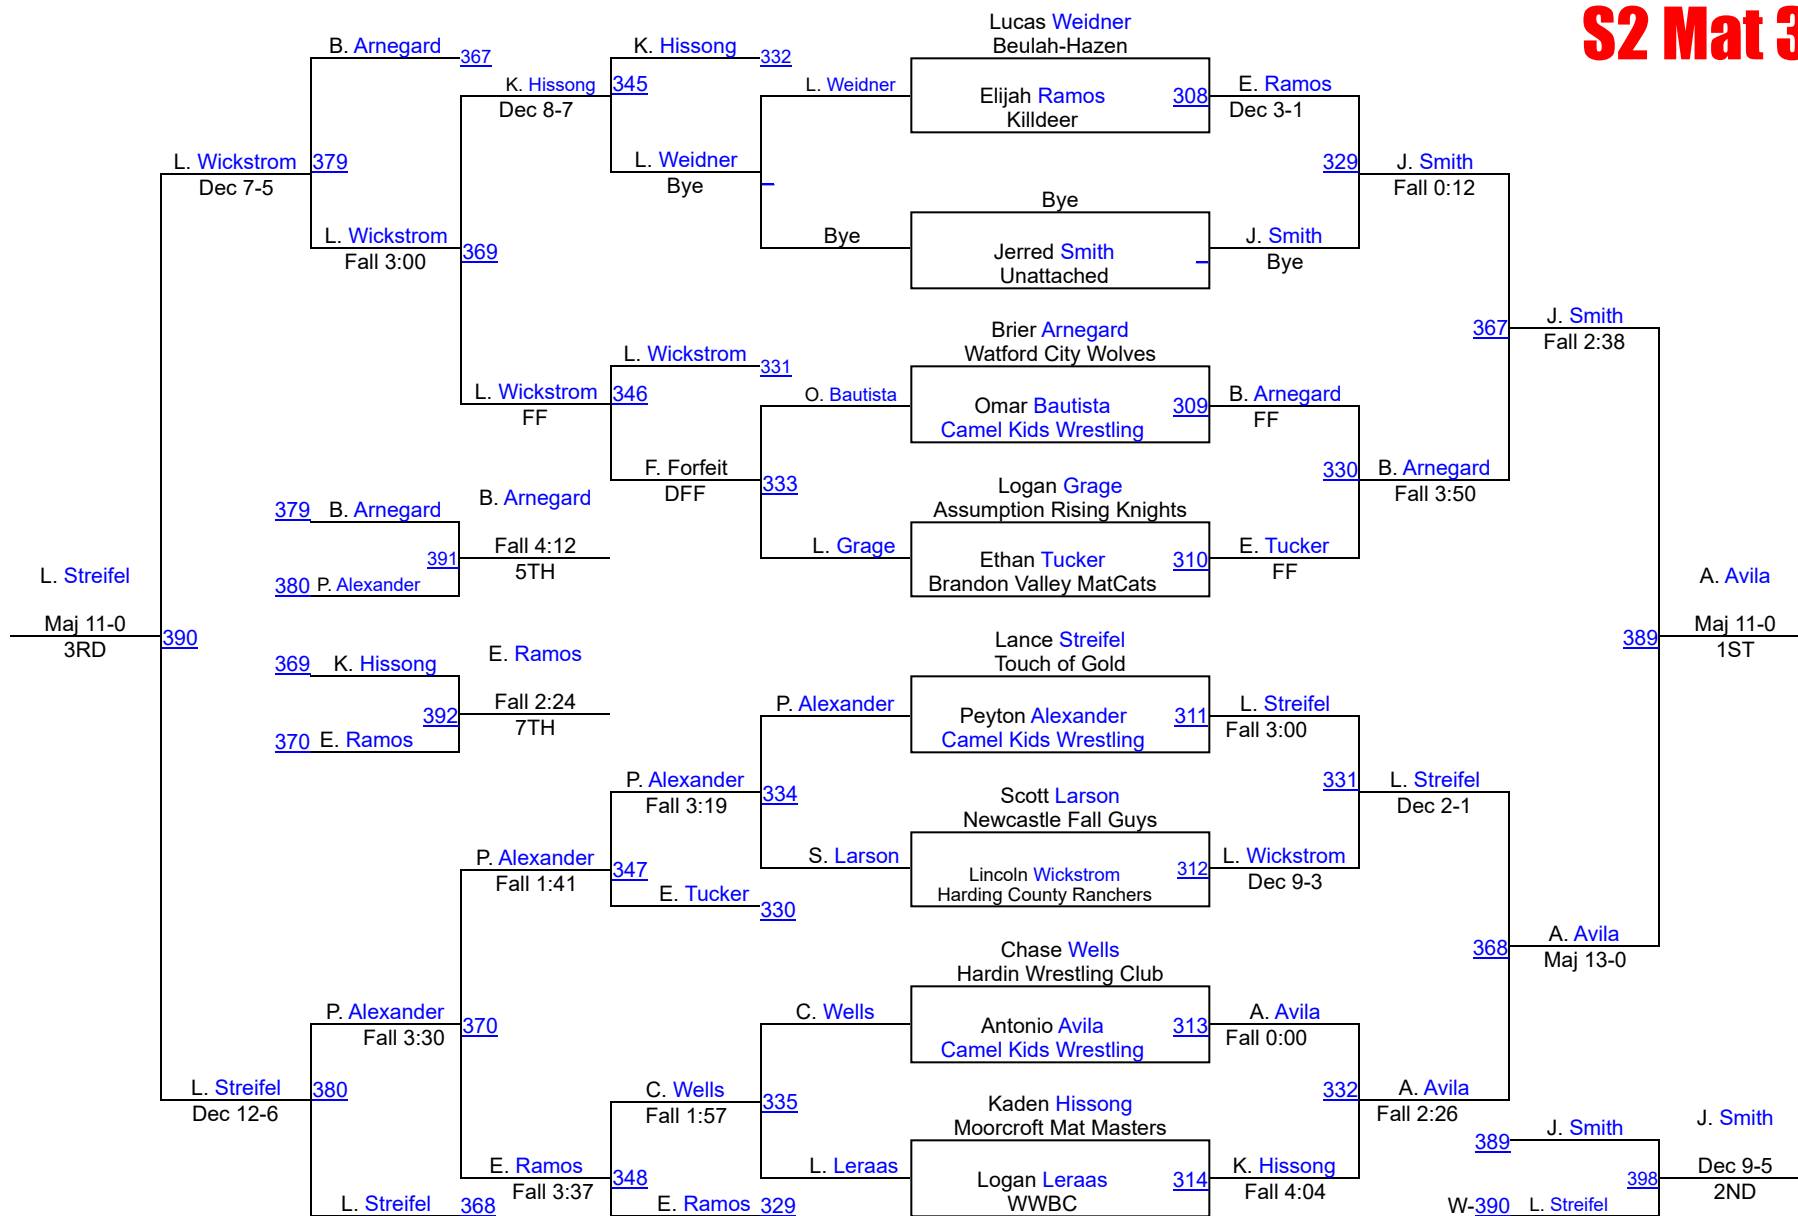 S2 Mat 3
Lucas Weidner
Beulah-Hazen
B. Arnegard
367
K. Hissong
332
K. Hissong
345
Dec 8-7
L. Weidner
Elijah Ramos
308
Killdeer
E. Ramos
Dec 3-1
L. Wickstrom
379
Dec 7-5
L. Weidner
Bye
329
J. Smith
Fall 0:12
Bye
L. Wickstrom
369
Fall 3:00
Bye
Jerred Smith
Unattached
J. Smith
Bye
Brier Arnegard
Watford City Wolves
367
J. Smith
Fall 2:38
L. Wickstrom
331
L. Wickstrom
346
FF
O. Bautista
Omar Bautista
309
Camel Kids Wrestling
B. Arnegard
FF
F. Forfeit
333
DFF
330
B. Arnegard
Fall 3:50
Logan Grage
Assumption Rising Knights
379
B. Arnegard
B. Arnegard
391
Fall 4:12
5TH
380
P. Alexander
L. Grage
Ethan Tucker
310
Brandon Valley MatCats
E. Tucker
FF
L. Streifel
Maj 11-0
390
3RD
A. Avila
389
Maj 11-0
1ST
Lance Streifel
Touch of Gold
369
K. Hissong
E. Ramos
392
Fall 2:24
7TH
370
E. Ramos
P. Alexander
Peyton Alexander
311
Camel Kids Wrestling
L. Streifel
Fall 3:00
P. Alexander
334
Fall 3:19
331
L. Streifel
Dec 2-1
Scott Larson
Newcastle Fall Guys
P. Alexander
347
Fall 1:41
S. Larson
Lincoln Wickstrom
312
Harding County Ranchers
L. Wickstrom
Dec 9-3
E. Tucker
330
Chase Wells
Hardin Wrestling Club
368
A. Avila
Maj 13-0
P. Alexander
370
Fall 3:30
C. Wells
Antonio Avila
313
Camel Kids Wrestling
A. Avila
Fall 0:00
L. Streifel
380
Dec 12-6
C. Wells
335
Fall 1:57
332
A. Avila
Fall 2:26
Kaden Hissong
Moorcroft Mat Masters
E. Ramos
348
Fall 3:37
L. Leraas
Logan Leraas
314
WWBC
K. Hissong
Fall 4:04
L. Streifel
368
E. Ramos
329
389
J. Smith
J. Smith
398
Dec 9-5
2ND
W-390
L. Streifel